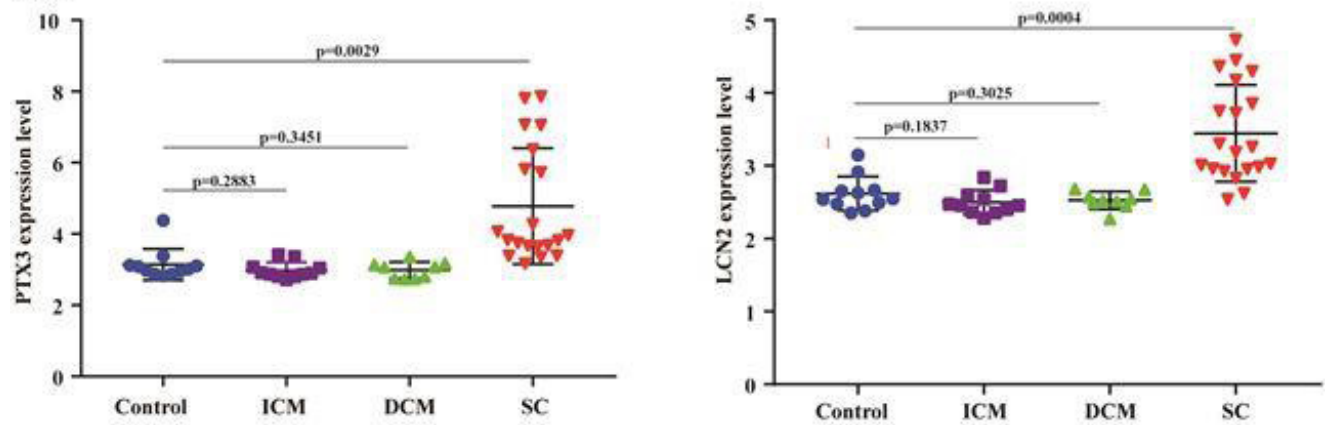 10
8
6
4
2
0
PTX3 expression level
p=0.0029
p=0.3451
p=0.2883
Control ICM DCM SC
5
4
3
2
1
0
LCN2 expression level
p=0.0004
p=0.3025
p=0.1837
Control ICM DCM SC